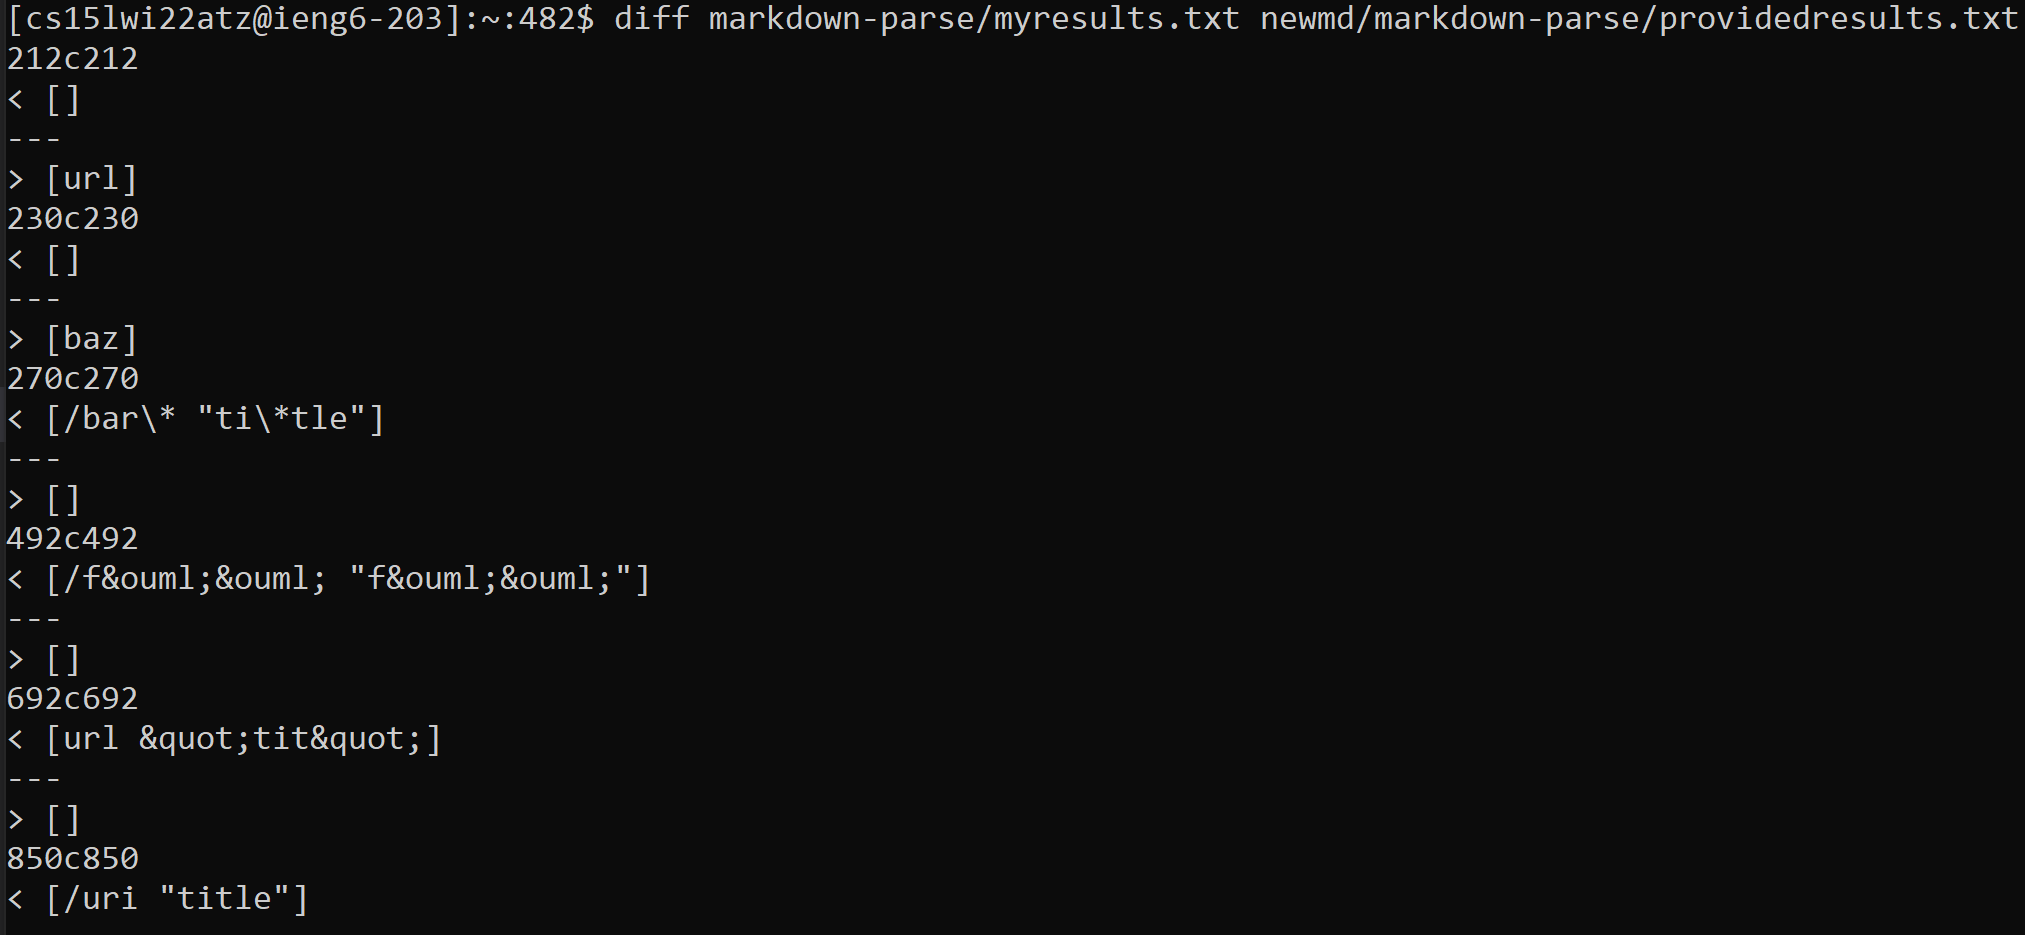 [cs15lwi22atz@ieng6-203]:~:482$ diff markdown-parse/myresults.txt newmd/markdown-parse/providedresults.txt
212c212
< []
---
> [url]
230c230
< []
---
> [baz]
270c270
< [/bar\* "ti\*tle"]
---
> []
492c492
< [/f&ouml;&ouml; "f&ouml;&ouml;"]
---
> []
692c692
< [url &quot;tit&quot;]
---
> []
850c850
< [/uri "title"]